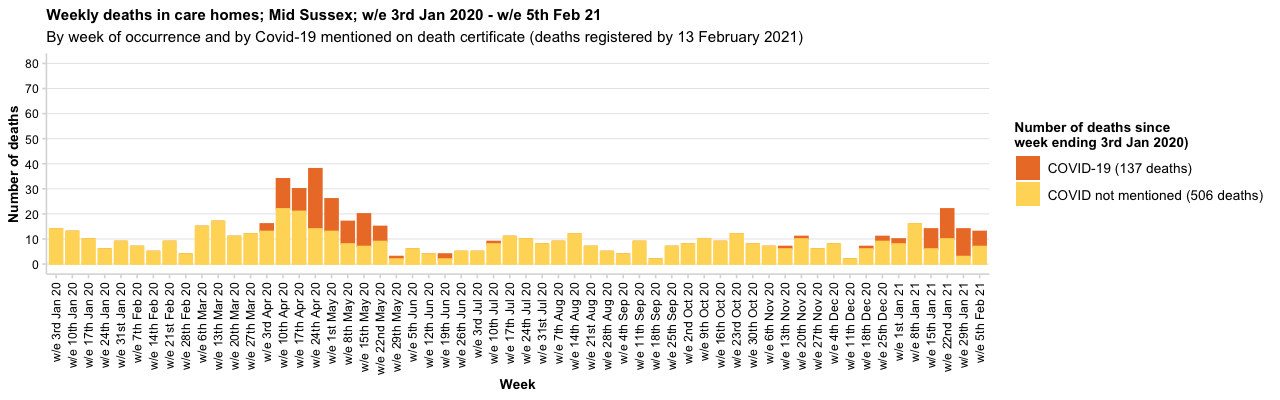 Weekly deaths in care homes; Mid Sussex; w/e 3rd Jan 2020 - w/e 5th Feb 21
By week of occurrence and by Covid-19 mentioned on death certificate (deaths registered by 13 February 2021)
Number of deaths
80
70
60
50
40
30
20
10
0
w/e 3rd Jan 20
w/e 10th Jan 20
w/e 17th Jan 20
w/e 24th Jan 20
w/e 31st Jan 20
w/e 7th Feb 20
w/e 14th Feb 20
w/e 21st Feb 20
w/e 28th Feb 20
w/e 6th Mar 20
w/e 13th Mar 20
w/e 20th Mar 20
w/e 27th Mar 20
w/e 3rd Apr 20
w/e 10th Apr 20
w/e 17th Apr 20
w/e 24th Apr 20
w/e 1st May 20
w/e 8th May 20
w/e 15th May 20
w/e 22nd May 20
w/e 29th May 20
w/e 5th Jun 20
w/e 12th Jun 20
w/e 19th Jun 20
w/e 26th Jun 20
w/e 3rd Jul 20
w/e 10th Jul 20
w/e 17th Jul 20
w/e 24th Jul 20
w/e 31st Jul 20
w/e 7th Aug 20
w/e 14th Aug 20
w/e 21st Aug 20
w/e 28th Aug 20
w/e 4th Sep 20
w/e 11th Sep 20
w/e 18th Sep 20
w/e 25th Sep 20
w/e 2nd Oct 20
w/e 9th Oct 20
w/e 16th Oct 20
w/e 23rd Oct 20
w/e 30th Oct 20
w/e 6th Nov 20
w/e 13th Nov 20
w/e 20th Nov 20
w/e 27th Nov 20
w/e 4th Dec 20
w/e 11th Dec 20
w/e 18th Dec 20
w/e 25th Dec 20
w/e 1st Jan 21
w/e 8th Jan 21
w/e 15th Jan 21
w/e 22nd Jan 21
w/e 29th Jan 21
w/e 5th Feb 21
Week
Number of deaths since
week ending 3rd Jan 2020)
COVID-19 (137 deaths)
COVID not mentioned (506 deaths)